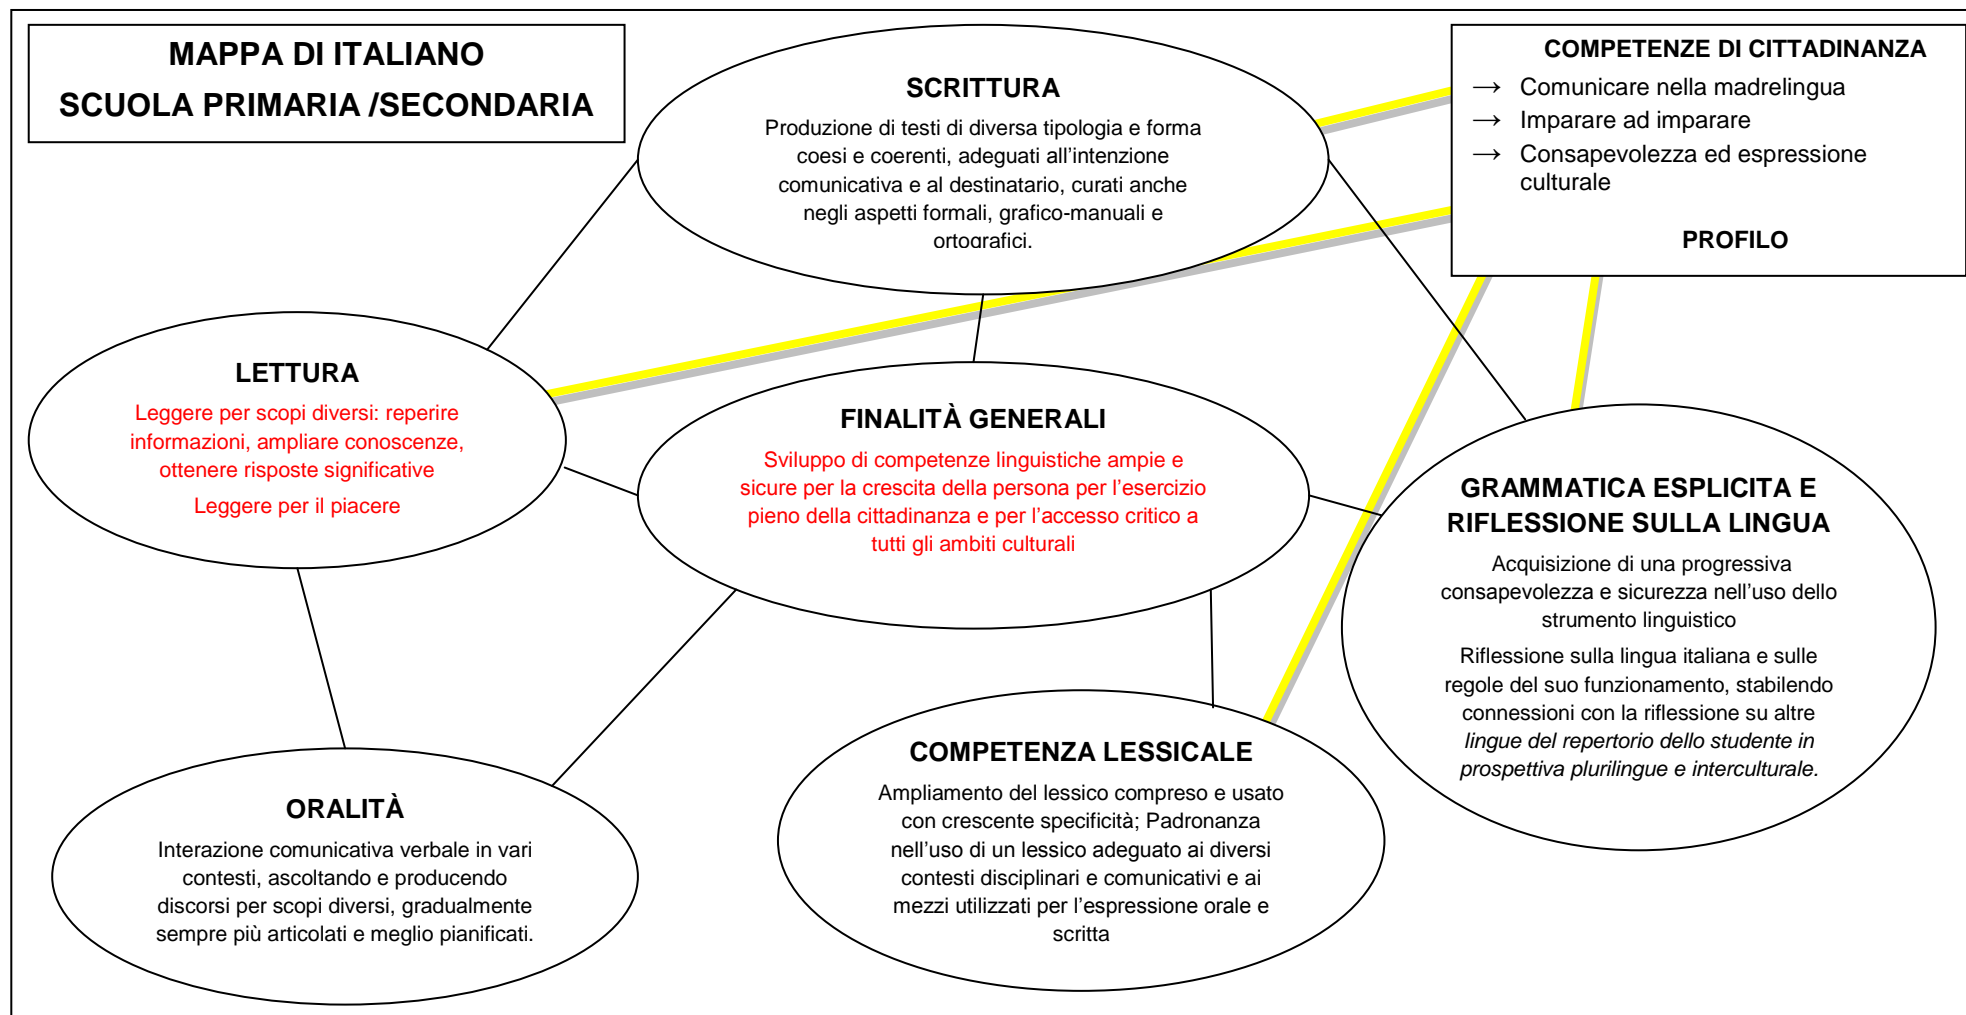 MAPPA DI ITALIANO
SCUOLA PRIMARIA /SECONDARIA
SCRITTURA
Produzione di testi di diversa tipologia e forma
coesi e coerenti, adeguati all’intenzione
comunicativa e al destinatario, curati anche
negli aspetti formali, grafico-manuali e
ortografici.
COMPETENZE DI CITTADINANZA
→ Comunicare nella madrelingua
→ Imparare ad imparare
→ Consapevolezza ed espressione
culturale
PROFILO
LETTURA
Leggere per scopi diversi: reperire
informazioni, ampliare conoscenze,
ottenere risposte significative
Leggere per il piacere
FINALITÀ GENERALI
Sviluppo di competenze linguistiche ampie e
sicure per la crescita della persona per l’esercizio
pieno della cittadinanza e per l’accesso critico a
tutti gli ambiti culturali
GRAMMATICA ESPLICITA E
RIFLESSIONE SULLA LINGUA
Acquisizione di una progressiva
consapevolezza e sicurezza nell’uso dello
strumento linguistico
Riflessione sulla lingua italiana e sulle
regole del suo funzionamento, stabilendo
connessioni con la riflessione su altre
lingue del repertorio dello studente in
prospettiva plurilingue e interculturale.
ORALITÀ
Interazione comunicativa verbale in vari
contesti, ascoltando e producendo
discorsi per scopi diversi, gradualmente
sempre più articolati e meglio pianificati.
COMPETENZA LESSICALE
Ampliamento del lessico compreso e usato
con crescente specificità; Padronanza
nell’uso di un lessico adeguato ai diversi
contesti disciplinari e comunicativi e ai
mezzi utilizzati per l’espressione orale e
scritta